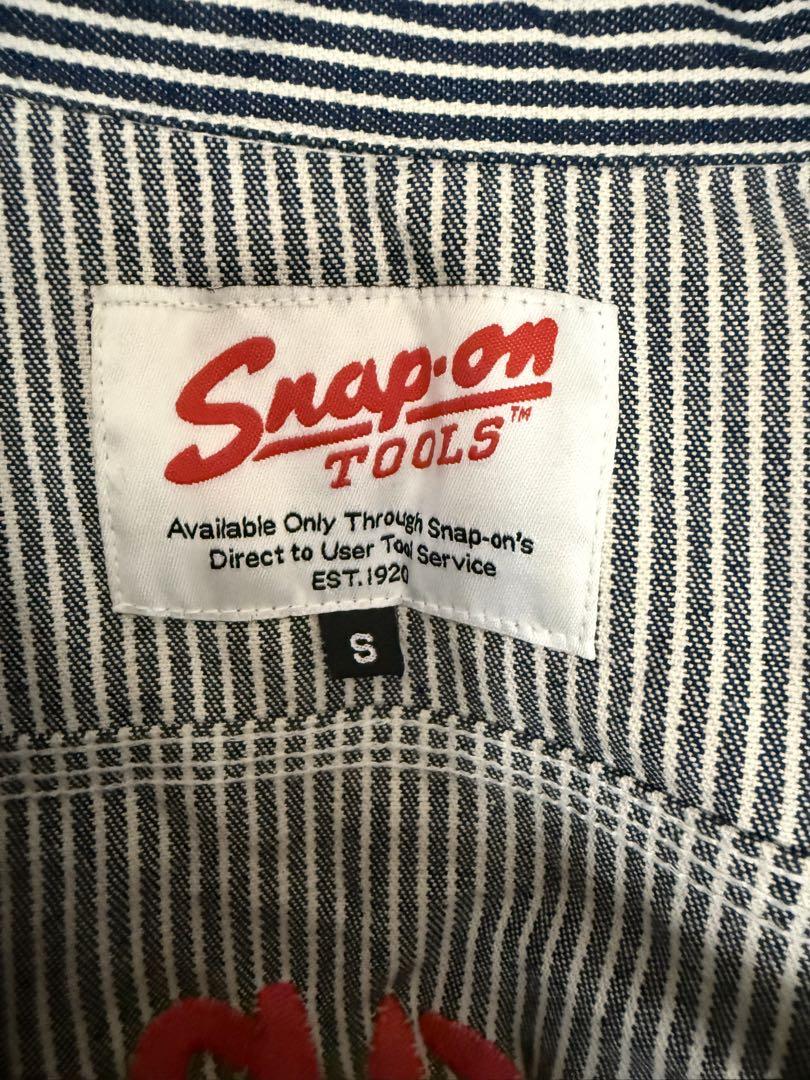 Snap-on
TOOLS™
Available Only Through Snap-on's
Direct to User Tool Service
EST.1920
S